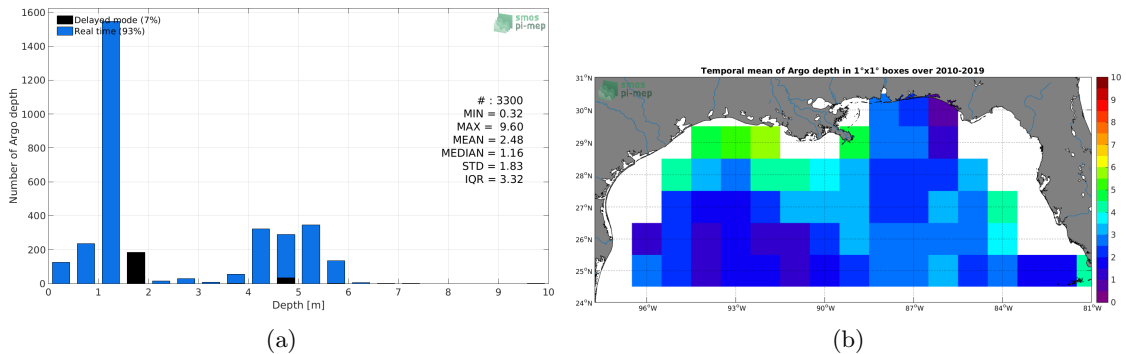 Delayed mode (7%)
Real time (93%)
smos
pi-mep
# : 3300
MIN = 0.32
MAX = 9.60
MEAN = 2.48
MEDIAN = 1.16
STD = 1.83
IQR = 3.32
Number of Argo depth
1600
1400
1200
1000
800
600
400
200
0
0 1 2 3 4 5 6 7 8 9 10
Depth [m]
(a)
Temporal mean of Argo depth in 1°x1° boxes over 2010-2019
smos
pi-mep
31°N
30°N
29°N
28°N
27°N
26°N
25°N
24°N
96°W 93°W 90°W 87°W 84°W 81°W
10
9
8
7
6
5
4
3
2
1
0
(b)